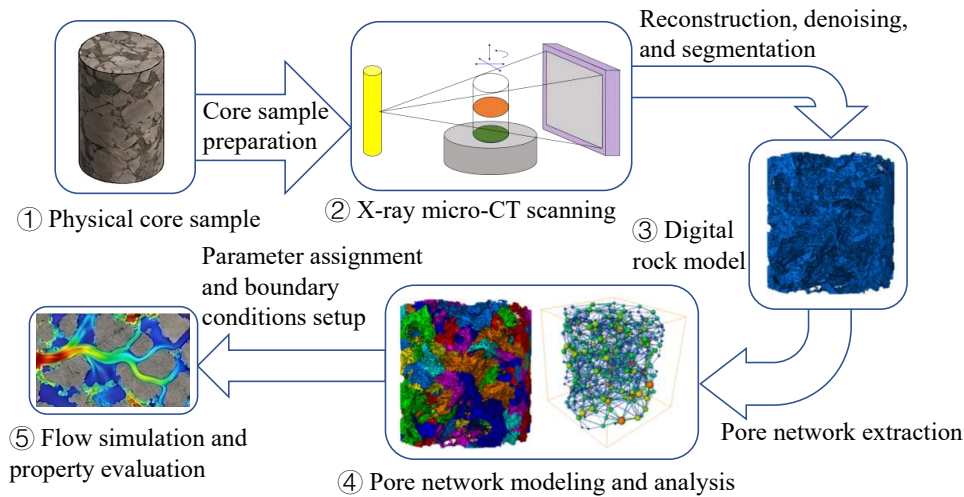 Core sample
preparation
① Physical core sample
② X-ray micro-CT scanning
Reconstruction, denoising,
and segmentation
③ Digital
rock model
Pore network extraction
④ Pore network modeling and analysis
Parameter assignment
and boundary
conditions setup
⑤ Flow simulation and
property evaluation